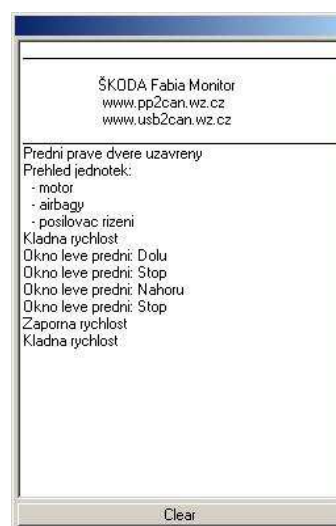 ŠKODA Fabia Monitor
www.pp2can.wz.cz
www.usb2can.wz.cz
Predni prave dvere uzavreny
Prehled jednotek:
- motor
- airbagy
- posilovac rizeni
Kladna rychlost
Okno leve predni: Dolu
Okno leve predni: Stop
Okno leve predni: Nahoru
Okno leve predni: Stop
Zaporna rychlost
Kladna rychlost
Clear